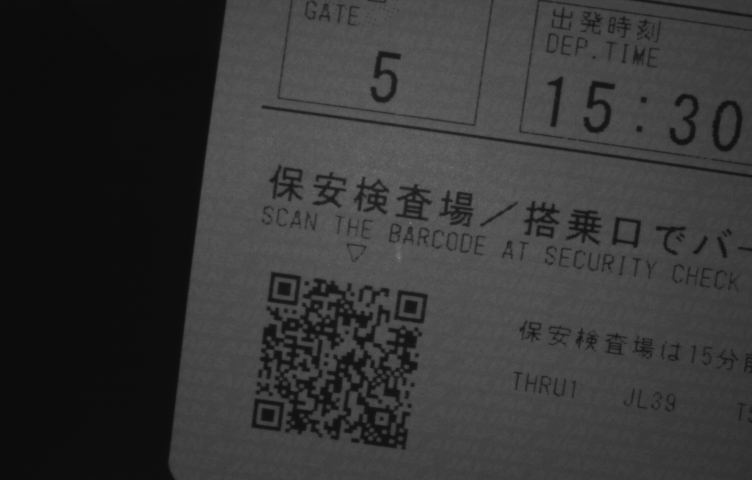 GATE
5
出発時刻
DEP.TIME
15:30
保安検査場／搭乗口でバー
SCAN THE BARCODE AT SECURITY CHECK
保安検査場は15分前
THRU1 JL39